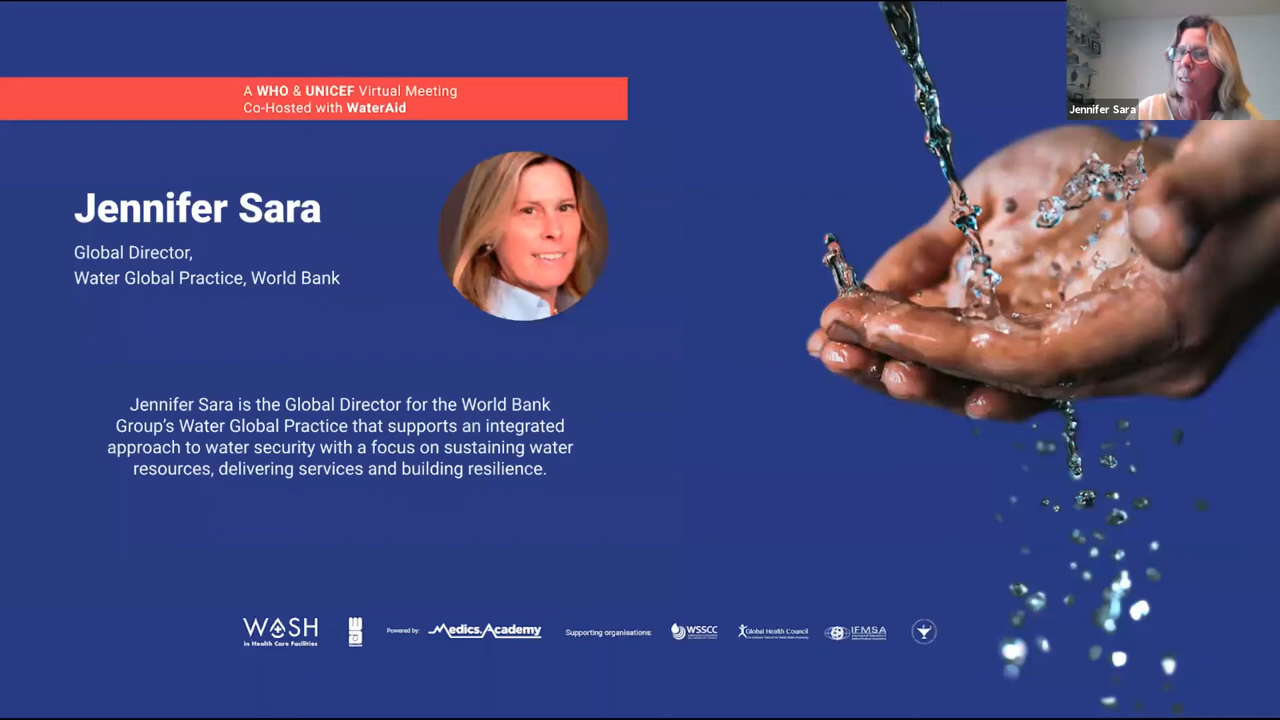 A WHO & UNICEF Virtual Meeting
Co-Hosted with WaterAid
Jennifer Sara
Jennifer Sara
Global Director,
Water Global Practice, World Bank
Jennifer Sara is the Global Director for the World Bank
Group’s Water Global Practice that supports an integrated
approach to water security with a focus on sustaining water
resources, delivering services and building resilience.
WASH
in Health Care Facilities
Powered by:
Medics.Academy
Supporting organisations:
WSSCC
Global Health Council
IFMSA